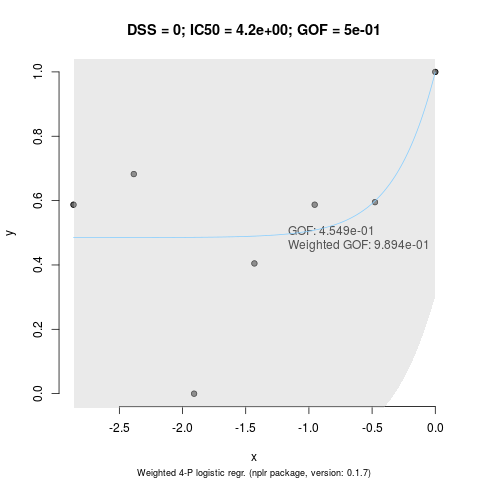 DSS = 0; IC50 = 4.2e+00; GOF = 5e-01
1.0
0.8
0.6
0.4
0.2
0.0
y
GOF: 4.549e-01
Weighted GOF: 9.894e-01
-2.5 -2.0 -1.5 -1.0 -0.5 0.0
x
Weighted 4-P logistic regr. (nplr package, version: 0.1.7)